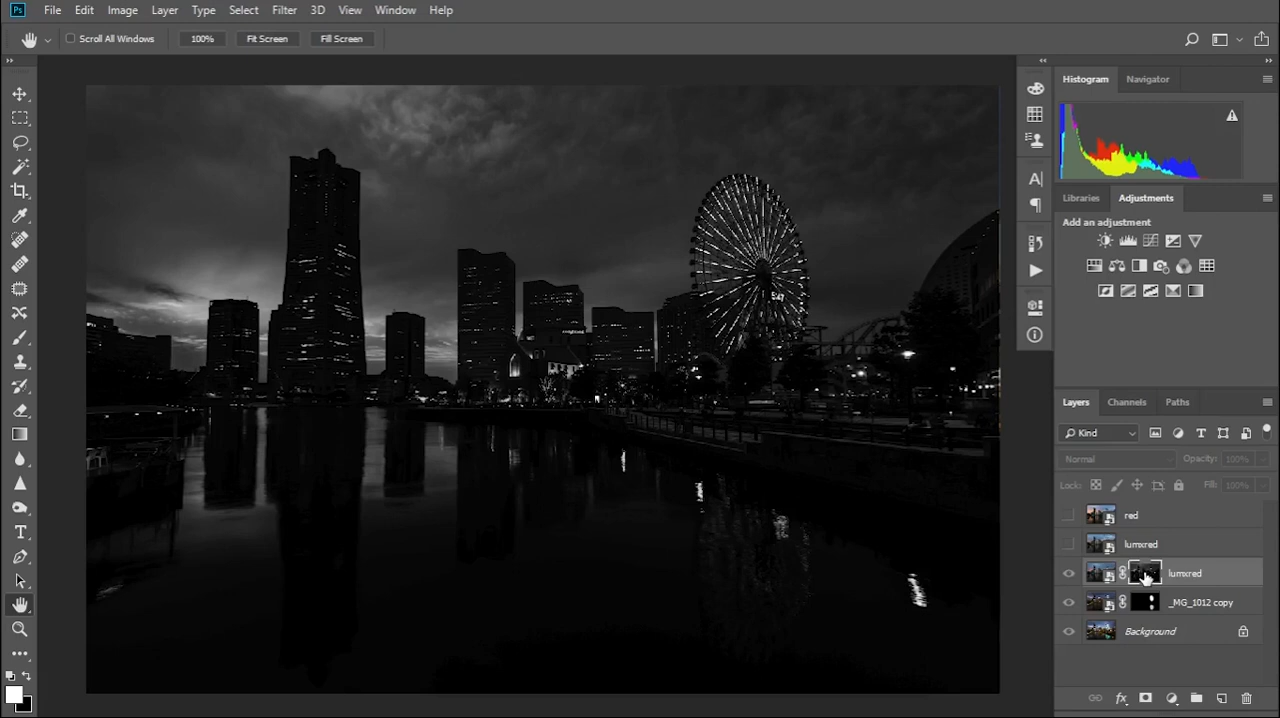 Ps File Edit Image Layer Type Select Filter 3D View Window Help
Scroll All Windows 100% Fit Screen Fill Screen
Histogram Navigator
Libraries Adjustments
Add an adjustment
Layers Channels Paths
Kind
Normal Opacity: 100%
Lock: Fill: 100%
red
lumxred
lumxred
_MG_1012 copy
Background